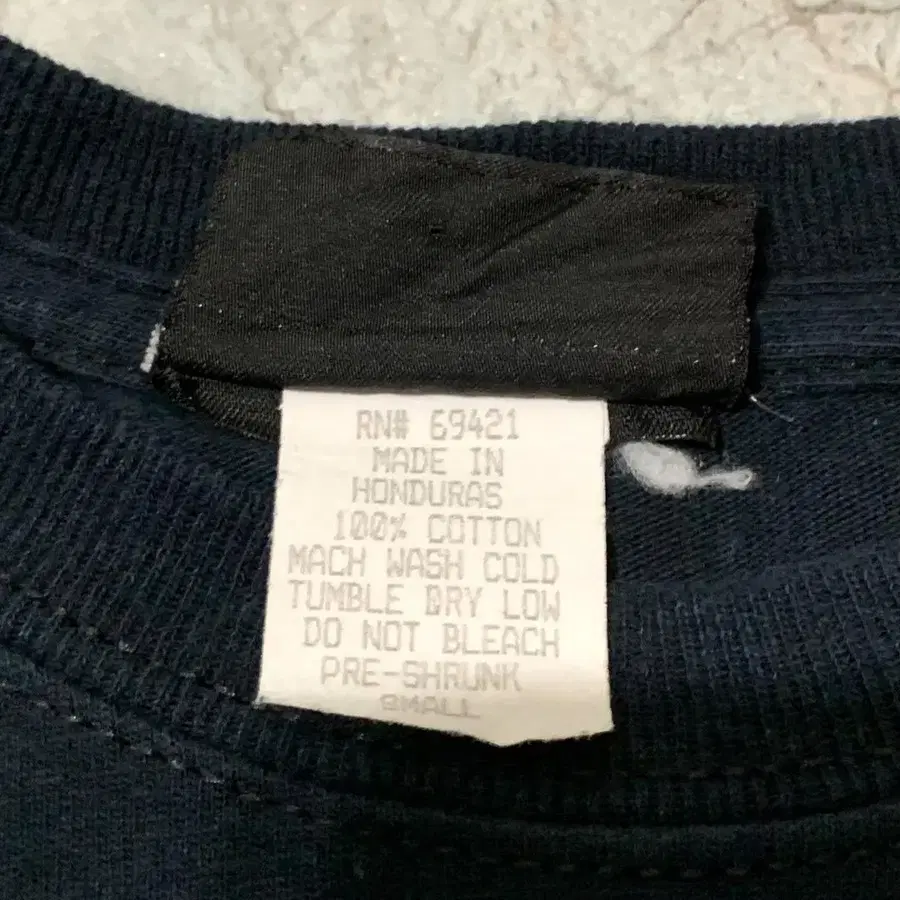 RN# 69421
MADE IN
HONDURAS
100% COTTON
MACH WASH COLD
TUMBLE DRY LOW
DO NOT BLEACH
PRE-SHRUNK
SMALL